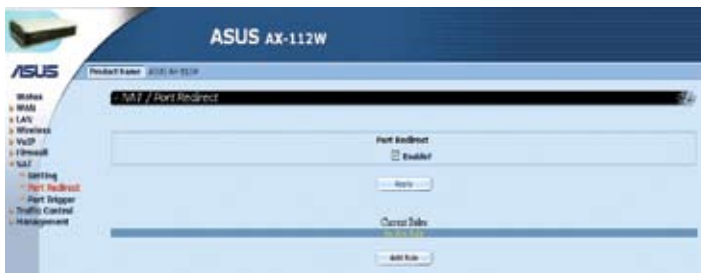 ASUS AX-112W
ASUS
Product Name
Status
WAN
LAN
Wireless
VoIP
Firewall
NAT
Setting
Port Redirect
Port Trigger
Traffic Control
Management
NAT / Port Redirect
Port Redirect
Enable?
Apply
Current Rules
Add Rule